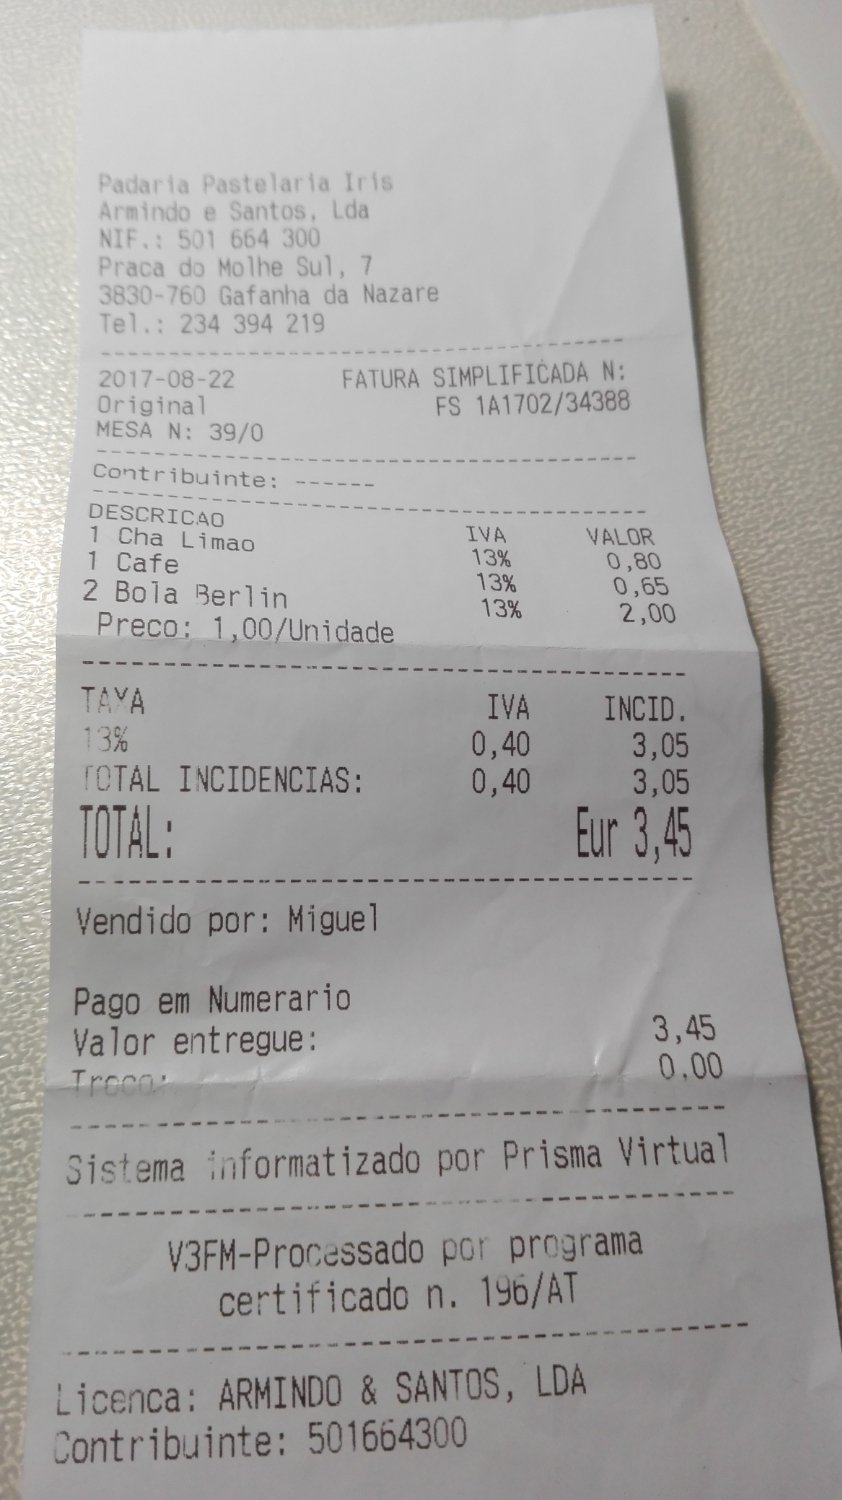 Padaria Pastelaria Iris
Armindo e Santos, Lda
NIF.: 501 664 300
Praca do Molhe Sul, 7
3830-760 Gafanha da Nazare
Tel.: 234 394 219
2017-08-22 FATURA SIMPLIFICADA N:
Original FS 1A1702/34388
MESA N: 39/0
Contribuinte: ------
DESCRICAO IVA VALOR
1 Cha Limao 13% 0,80
1 Cafe 13% 0,65
2 Bola Berlin 13% 2,00
Preco: 1,00/Unidade
TAXA IVA INCID.
13% 0,40 3,05
TOTAL INCIDENCIAS: 0,40 3,05
TOTAL: Eur 3,45
Vendido por: Miguel
Pago em Numerario
Valor entregue: 3,45
Troco: 0.00
Sistema informatizado por Prisma Virtual
V3FM-Processado por programa
certificado n. 196/AT
Licenca: ARMINDO & SANTOS, LDA
Contribuinte: 501664300